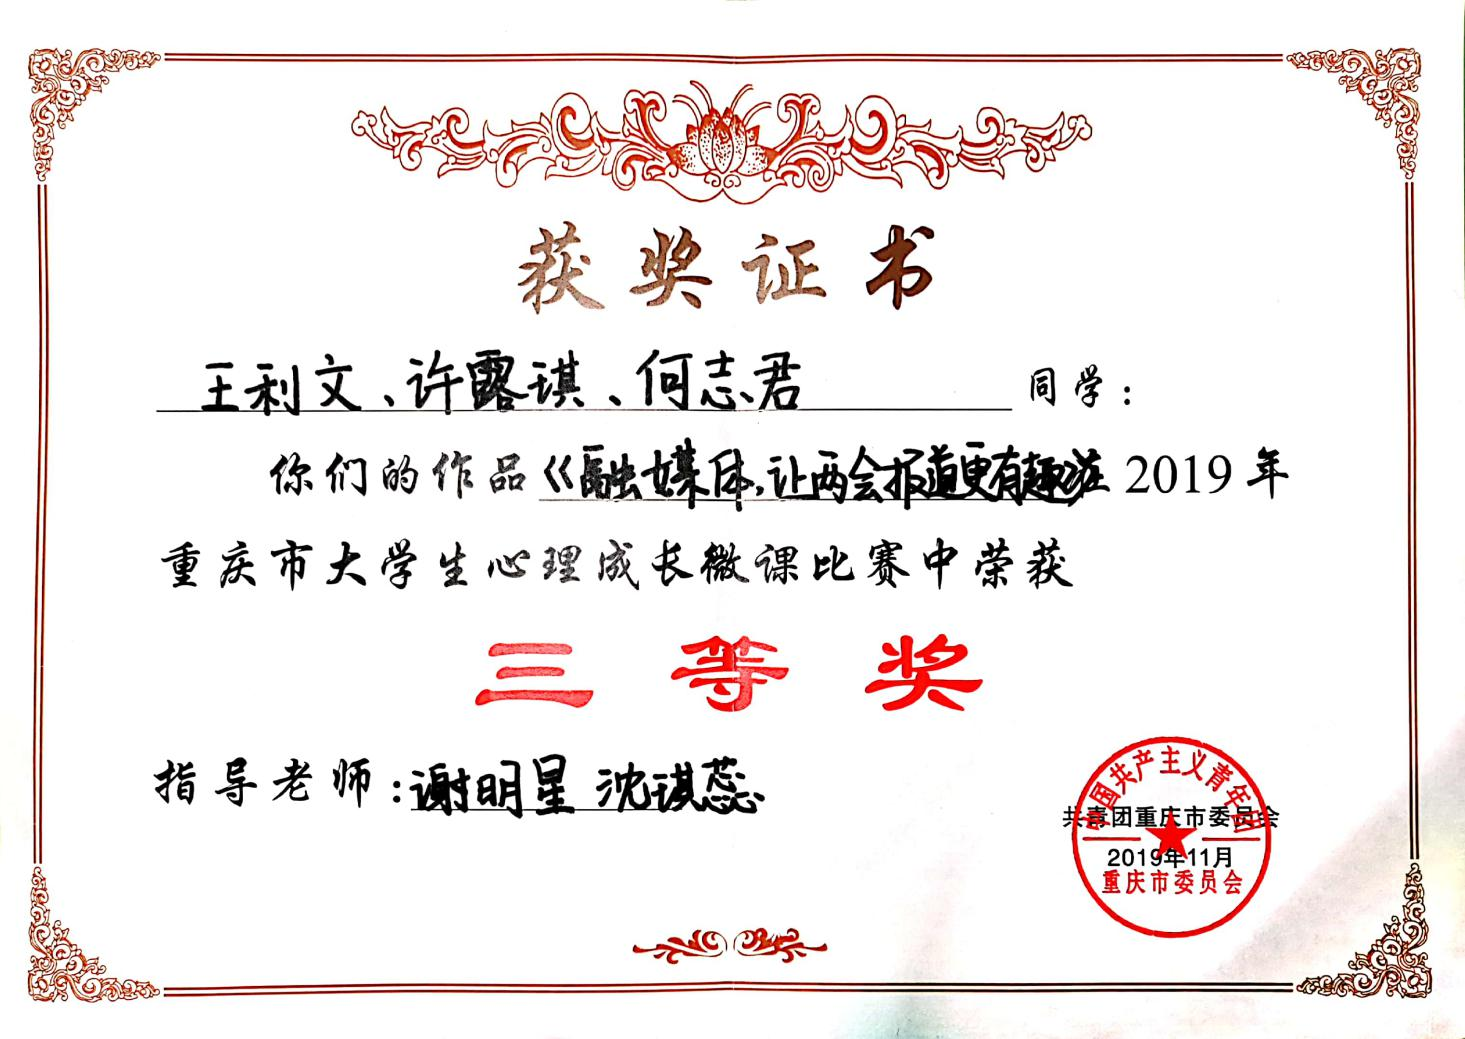 获奖证书
王利文、许露琪、何志君 同学：
你们的作品《融媒体，让两会报道更有趣》在 2019 年
重庆市大学生心理成长微课比赛中荣获
三等奖
指导老师：谢明星 沈琪蕊
中国共产主义青年团
共青团重庆市委员会
2019年11月
重庆市委员会